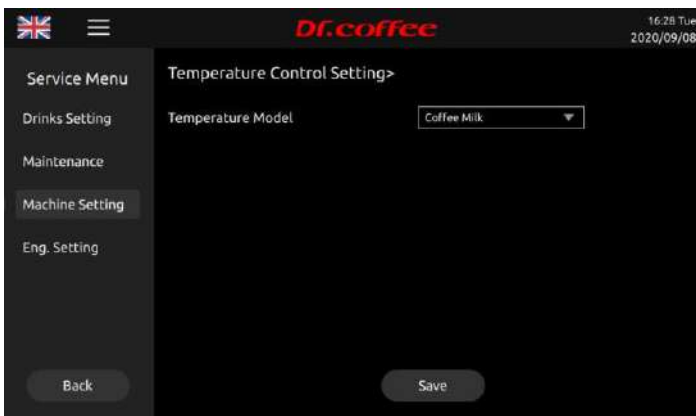 Dr.coffee
16:28 Tue
2020/09/08
Service Menu
Drinks Setting
Maintenance
Machine Setting
Eng. Setting
Back
Temperature Control Setting>
Temperature Model
Coffee Milk
Save